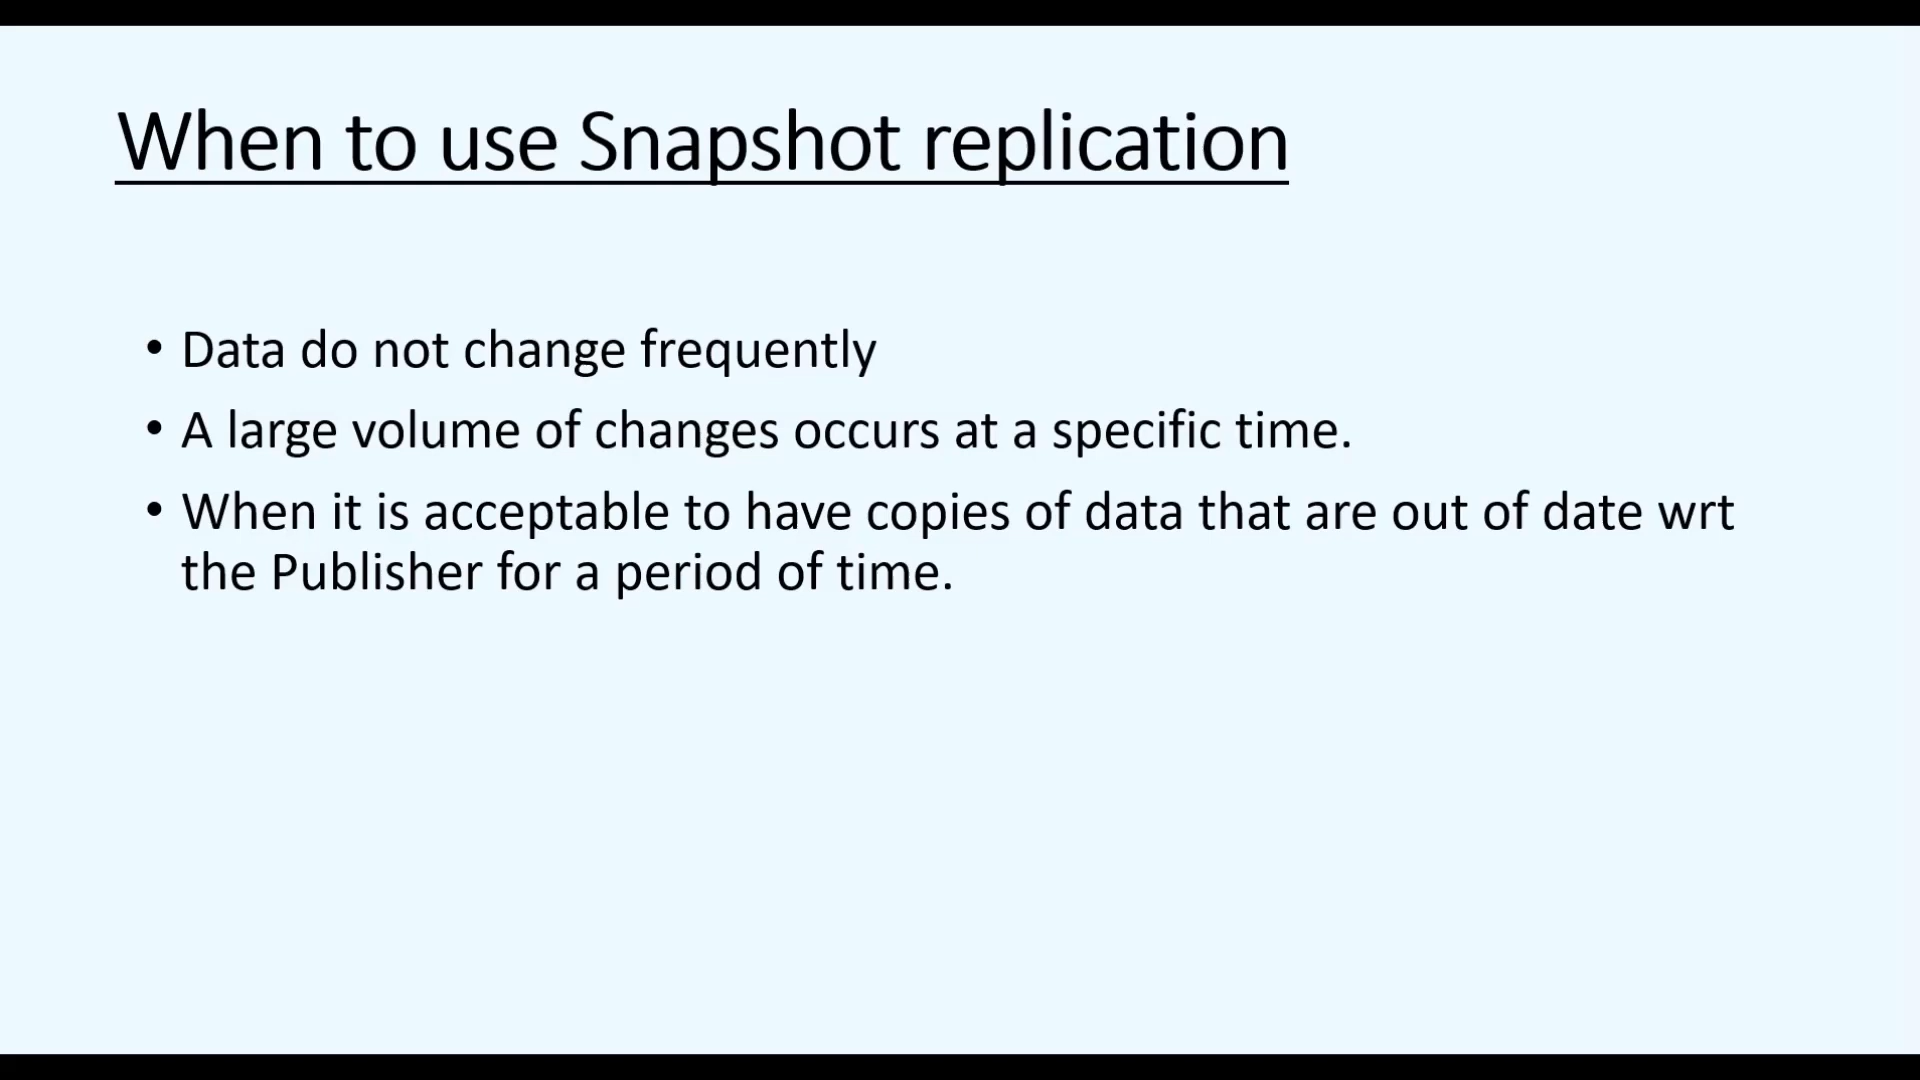 When to use Snapshot replication
• Data do not change frequently
• A large volume of changes occurs at a specific time.
• When it is acceptable to have copies of data that are out of date wrt
the Publisher for a period of time.